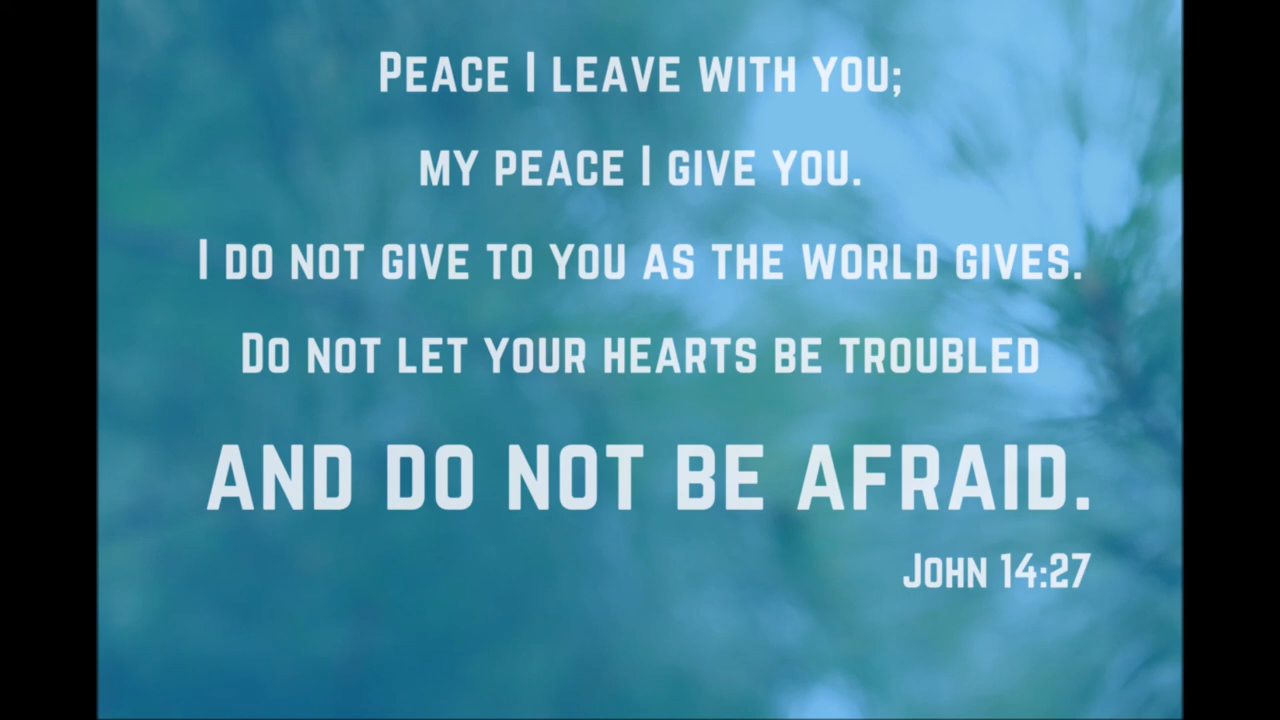 Peace I leave with you;
my peace I give you.
I do not give to you as the world gives.
Do not let your hearts be troubled
AND DO NOT BE AFRAID.
John 14:27